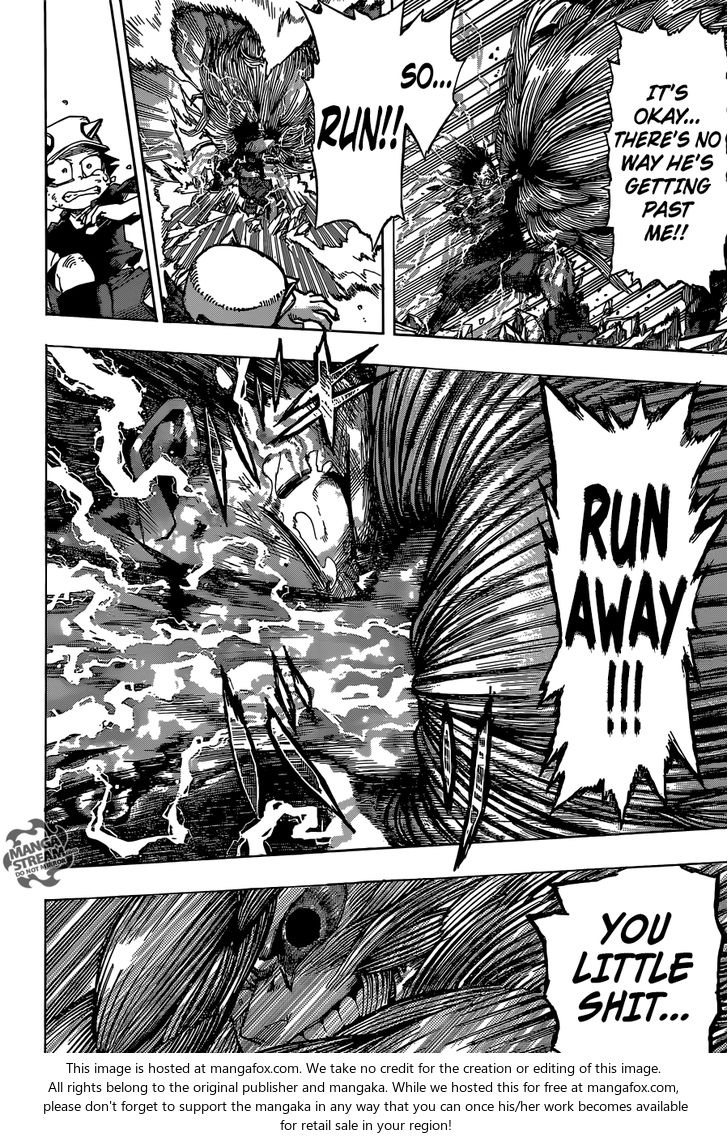 IT'S
OKAY...
THERE'S NO
WAY HE'S
GETTING
PAST
ME!!
SO...
RUN!!
RUN
AWAY
!!!
YOU
LITTLE
SHIT...
MANGA
STREAM
DO NOT MIRROR
This image is hosted at mangafox.com. We take no credit for the creation or editing of this image.
All rights belong to the original publisher and mangaka. While we hosted this for free at mangafox.com,
please don't forget to support the mangaka in any way that you can once his/her work becomes available
for retail sale in your region!